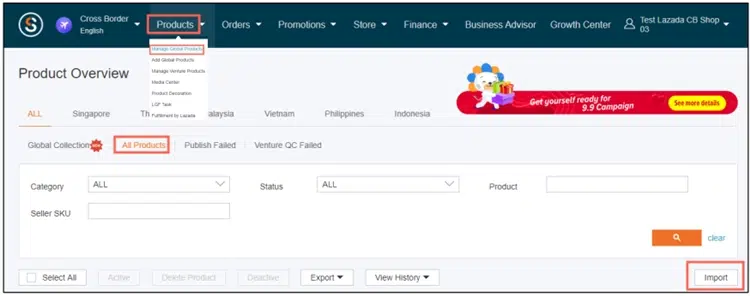 Cross Border
English
Products
Orders
Promotions
Store
Finance
Business Advisor
Growth Center
Test Lazada CB Shop
03
Manage Global Products
Add Global Products
Manage Venture Products
Media Center
Product Decoration
LGF Task
Fulfilment by Lazada
Product Overview
Get yourself ready for
9.9 Campaign
See more details
ALL
Singapore
Th
alaysia
Vietnam
Philippines
Indonesia
Global Collection
All Products
Publish Failed
Venture QC Failed
Category
ALL
Status
ALL
Product
Seller SKU
clear
Select All
Active
Delete Product
Deactive
Export
View History
Import